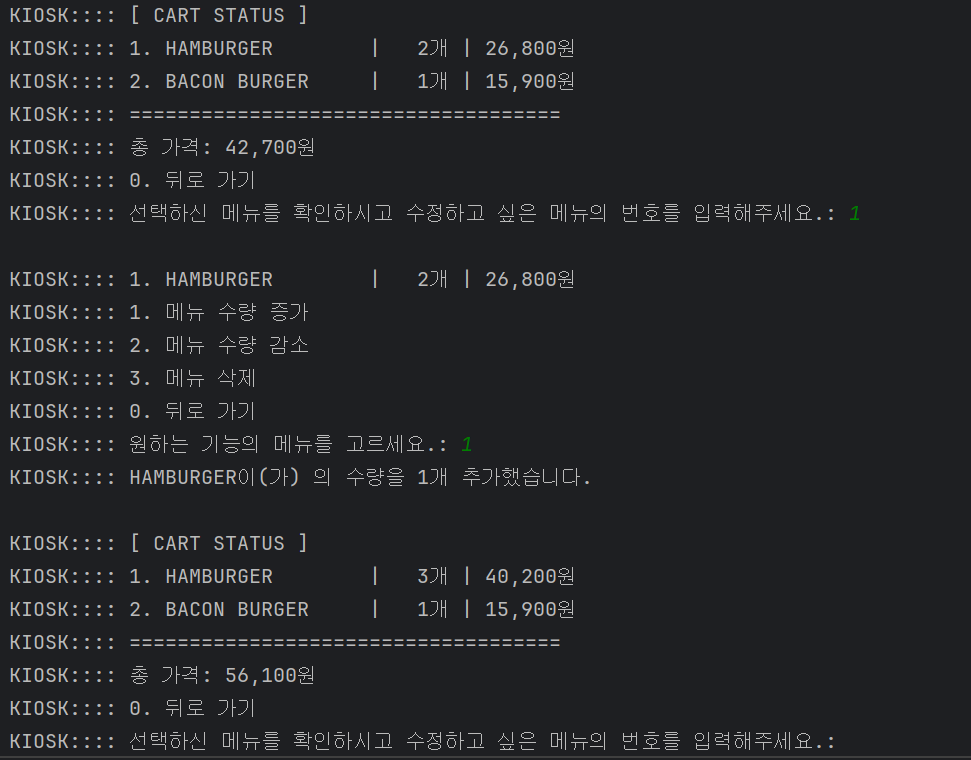 KIOSK:::: [ CART STATUS ]
KIOSK:::: 1. HAMBURGER        |   2개 | 26,800원
KIOSK:::: 2. BACON BURGER     |   1개 | 15,900원
KIOSK:::: ====================================
KIOSK:::: 총 가격: 42,700원
KIOSK:::: 0. 뒤로 가기
KIOSK:::: 선택하신 메뉴를 확인하시고 수정하고 싶은 메뉴의 번호를 입력해주세요.: 1
KIOSK:::: 1. HAMBURGER        |   2개 | 26,800원
KIOSK:::: 1. 메뉴 수량 증가
KIOSK:::: 2. 메뉴 수량 감소
KIOSK:::: 3. 메뉴 삭제
KIOSK:::: 0. 뒤로 가기
KIOSK:::: 원하는 기능의 메뉴를 고르세요.: 1
KIOSK:::: HAMBURGER이(가) 의 수량을 1개 추가했습니다.
KIOSK:::: [ CART STATUS ]
KIOSK:::: 1. HAMBURGER        |   3개 | 40,200원
KIOSK:::: 2. BACON BURGER     |   1개 | 15,900원
KIOSK:::: ====================================
KIOSK:::: 총 가격: 56,100원
KIOSK:::: 0. 뒤로 가기
KIOSK:::: 선택하신 메뉴를 확인하시고 수정하고 싶은 메뉴의 번호를 입력해주세요.: